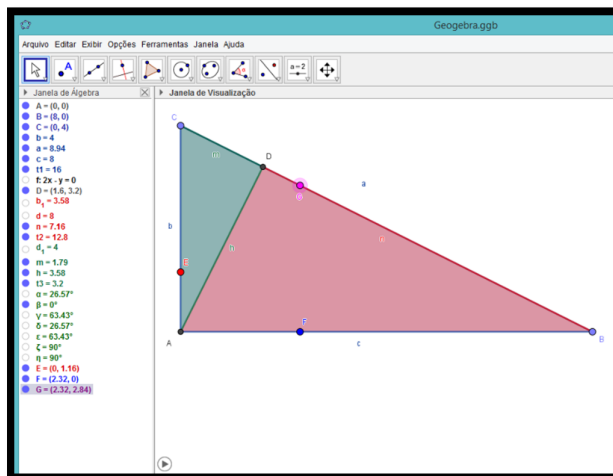 Geogebra.ggb
Arquivo Editar Exibir Opções Ferramentas Janela Ajuda
A
a=2
Janela de Álgebra
Janela de Visualização
A = (0, 0)
B = (8, 0)
C = (0, 4)
b = 4
a = 8.94
c = 8
t1 = 16
f: 2x - y = 0
D = (1.6, 3.2)
b₁ = 3.58
d = 8
n = 7.16
t2 = 12.8
d₁ = 4
m = 1.79
h = 3.58
t3 = 3.2
α = 26.57°
β = 0°
γ = 63.43°
δ = 26.57°
ε = 63.43°
ζ = 90°
η = 90°
E = (0, 1.16)
F = (2.32, 0)
G = (2.32, 2.84)
C
m
D
a
G
b
n
h
E
F
A
c
B